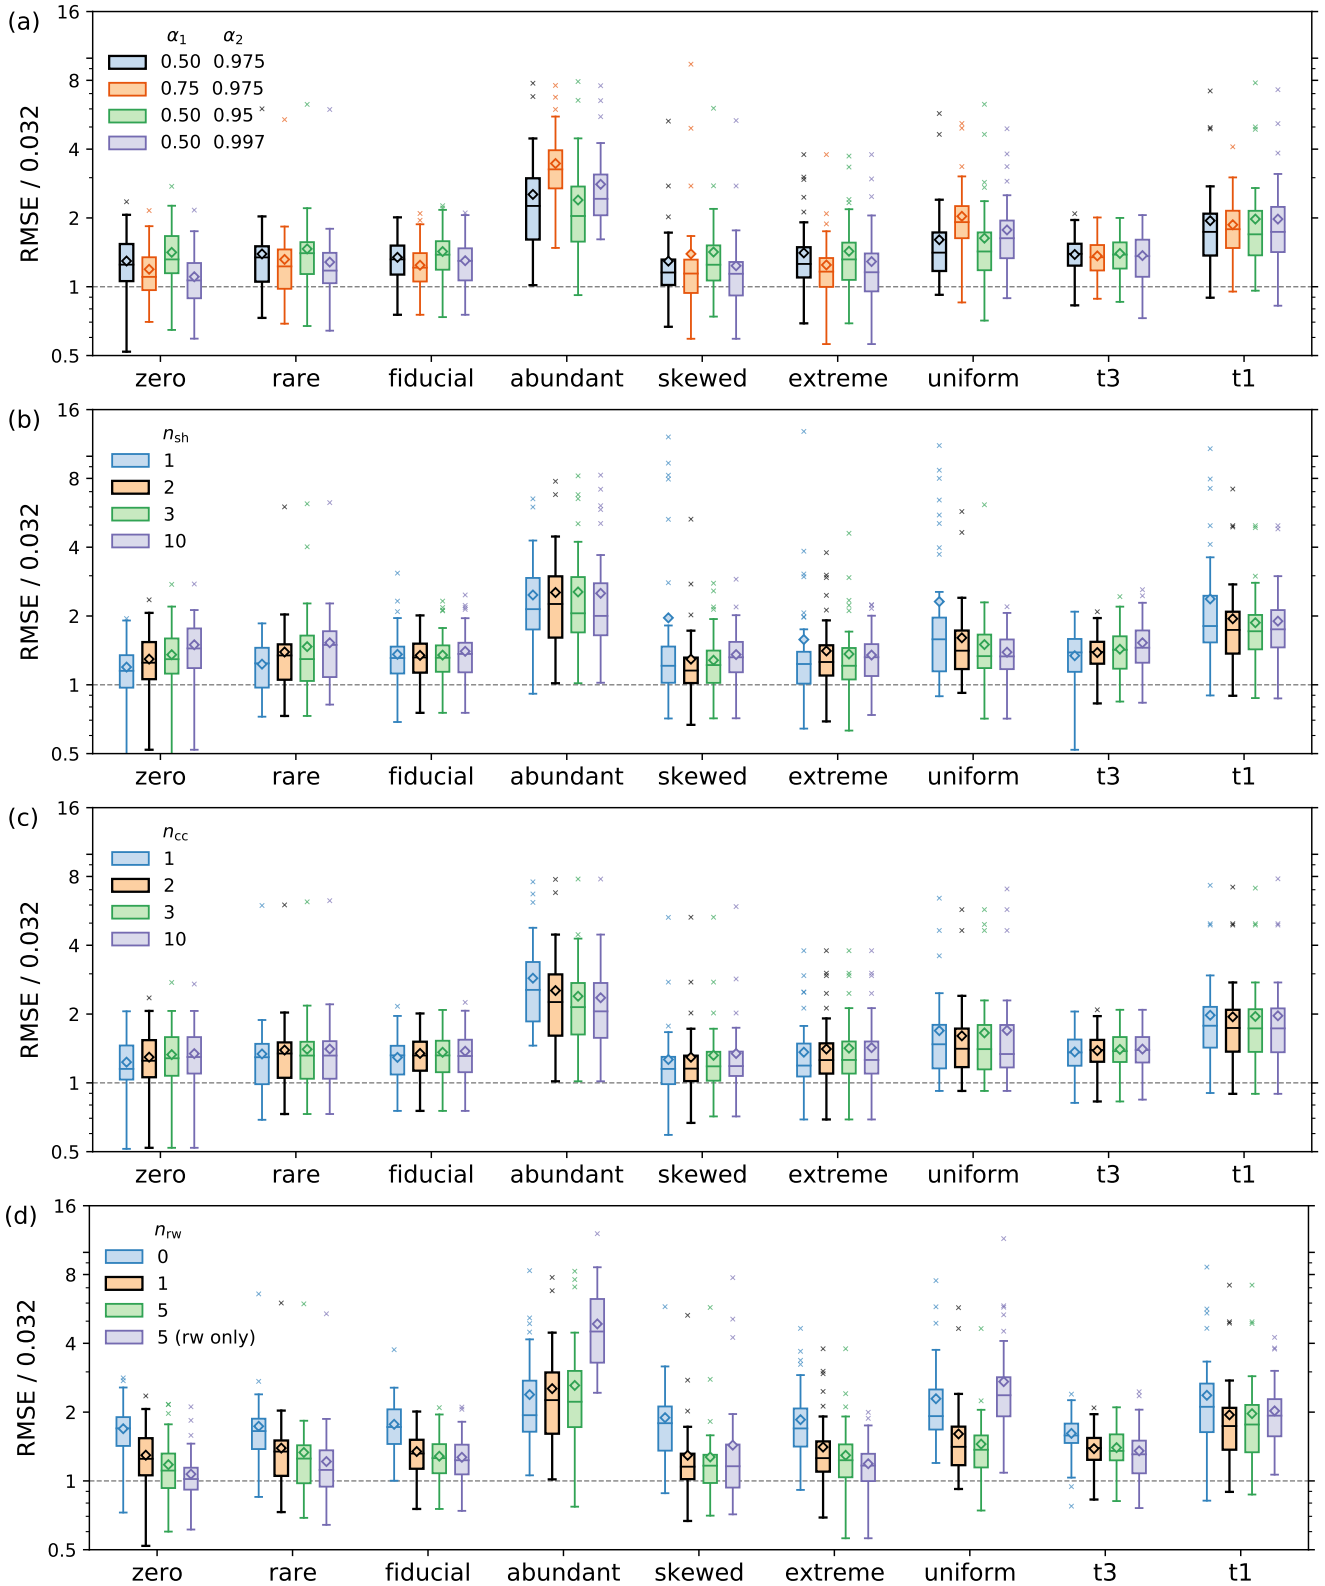 (a)
RMSE / 0.032
16
8
4
2
1
0.5
α1 α2
0.50 0.975
0.75 0.975
0.50 0.95
0.50 0.997
zero rare fiducial abundant skewed extreme uniform t3 t1
(b)
RMSE / 0.032
16
8
4
2
1
0.5
nsh
1
2
3
10
zero rare fiducial abundant skewed extreme uniform t3 t1
(c)
RMSE / 0.032
16
8
4
2
1
0.5
ncc
1
2
3
10
zero rare fiducial abundant skewed extreme uniform t3 t1
(d)
RMSE / 0.032
16
8
4
2
1
0.5
nrw
0
1
5
5 (rw only)
zero rare fiducial abundant skewed extreme uniform t3 t1